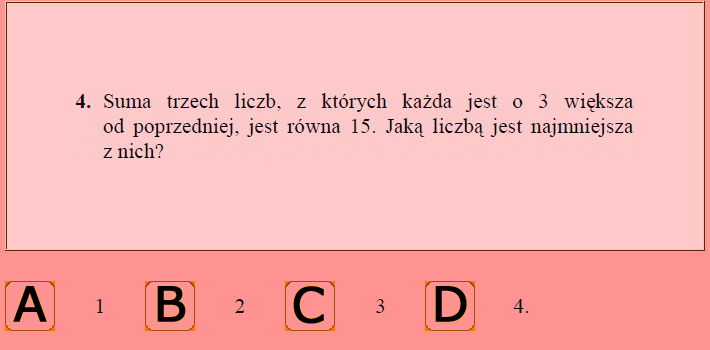 4. Suma trzech liczb, z których każda jest o 3 większa
od poprzedniej, jest równa 15. Jaką liczbą jest najmniejsza
z nich?
A 1 B 2 C 3 D 4.